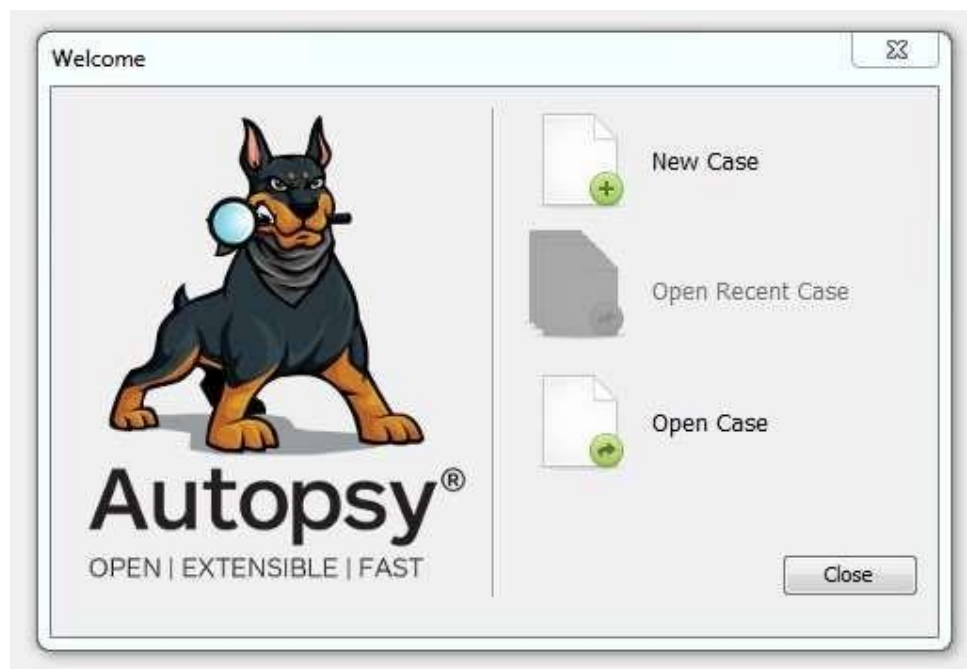 Welcome
New Case
Open Recent Case
Open Case
Autopsy®
OPEN | EXTENSIBLE | FAST
Close